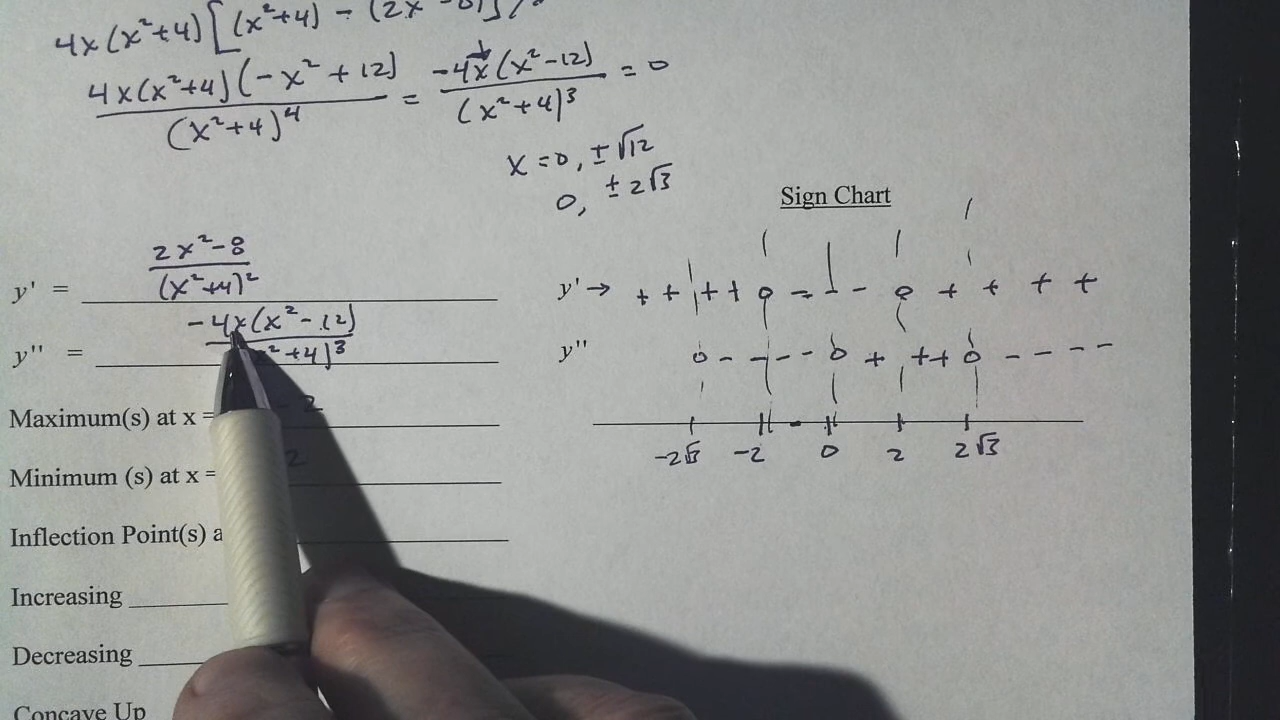 4x(x²+4)[(x²+4) - (2x²-8)]
4x(x²+4)(-x²+12) / (x²+4)⁴ = -4x(x²-12) / (x²+4)³ = 0
x = 0, ±√12
0, ±2√3
Sign Chart
y' = 2x²-8 / (x²+4)²
y' → + + + + 0 - - - 0 + + + +
y'' = -4x(x²-12) / x²+4)³
y'' 0 - - - - 0 + + + 0 - - - -
-2√3 -2 0 2 2√3
Maximum(s) at x = 2
Minimum (s) at x = 2
Inflection Point(s) a
Increasing
Decreasing
Concave Up